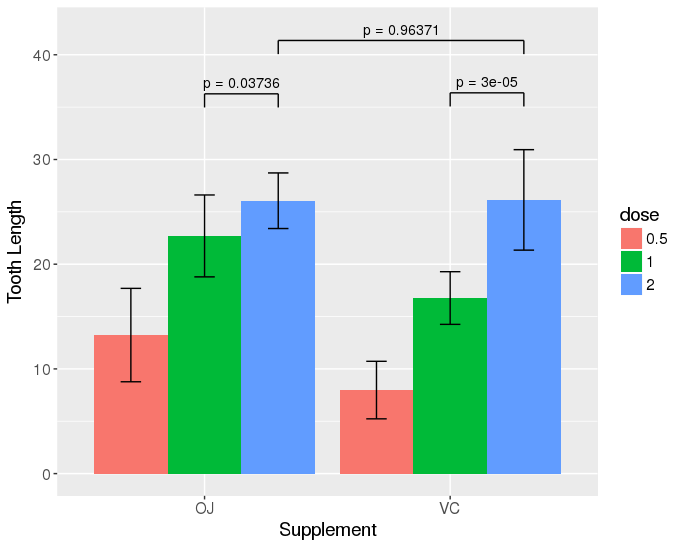 p = 0.96371
p = 0.03736
p = 3e-05
40
30
20
10
0
Tooth Length
OJ
VC
Supplement
dose
0.5
1
2